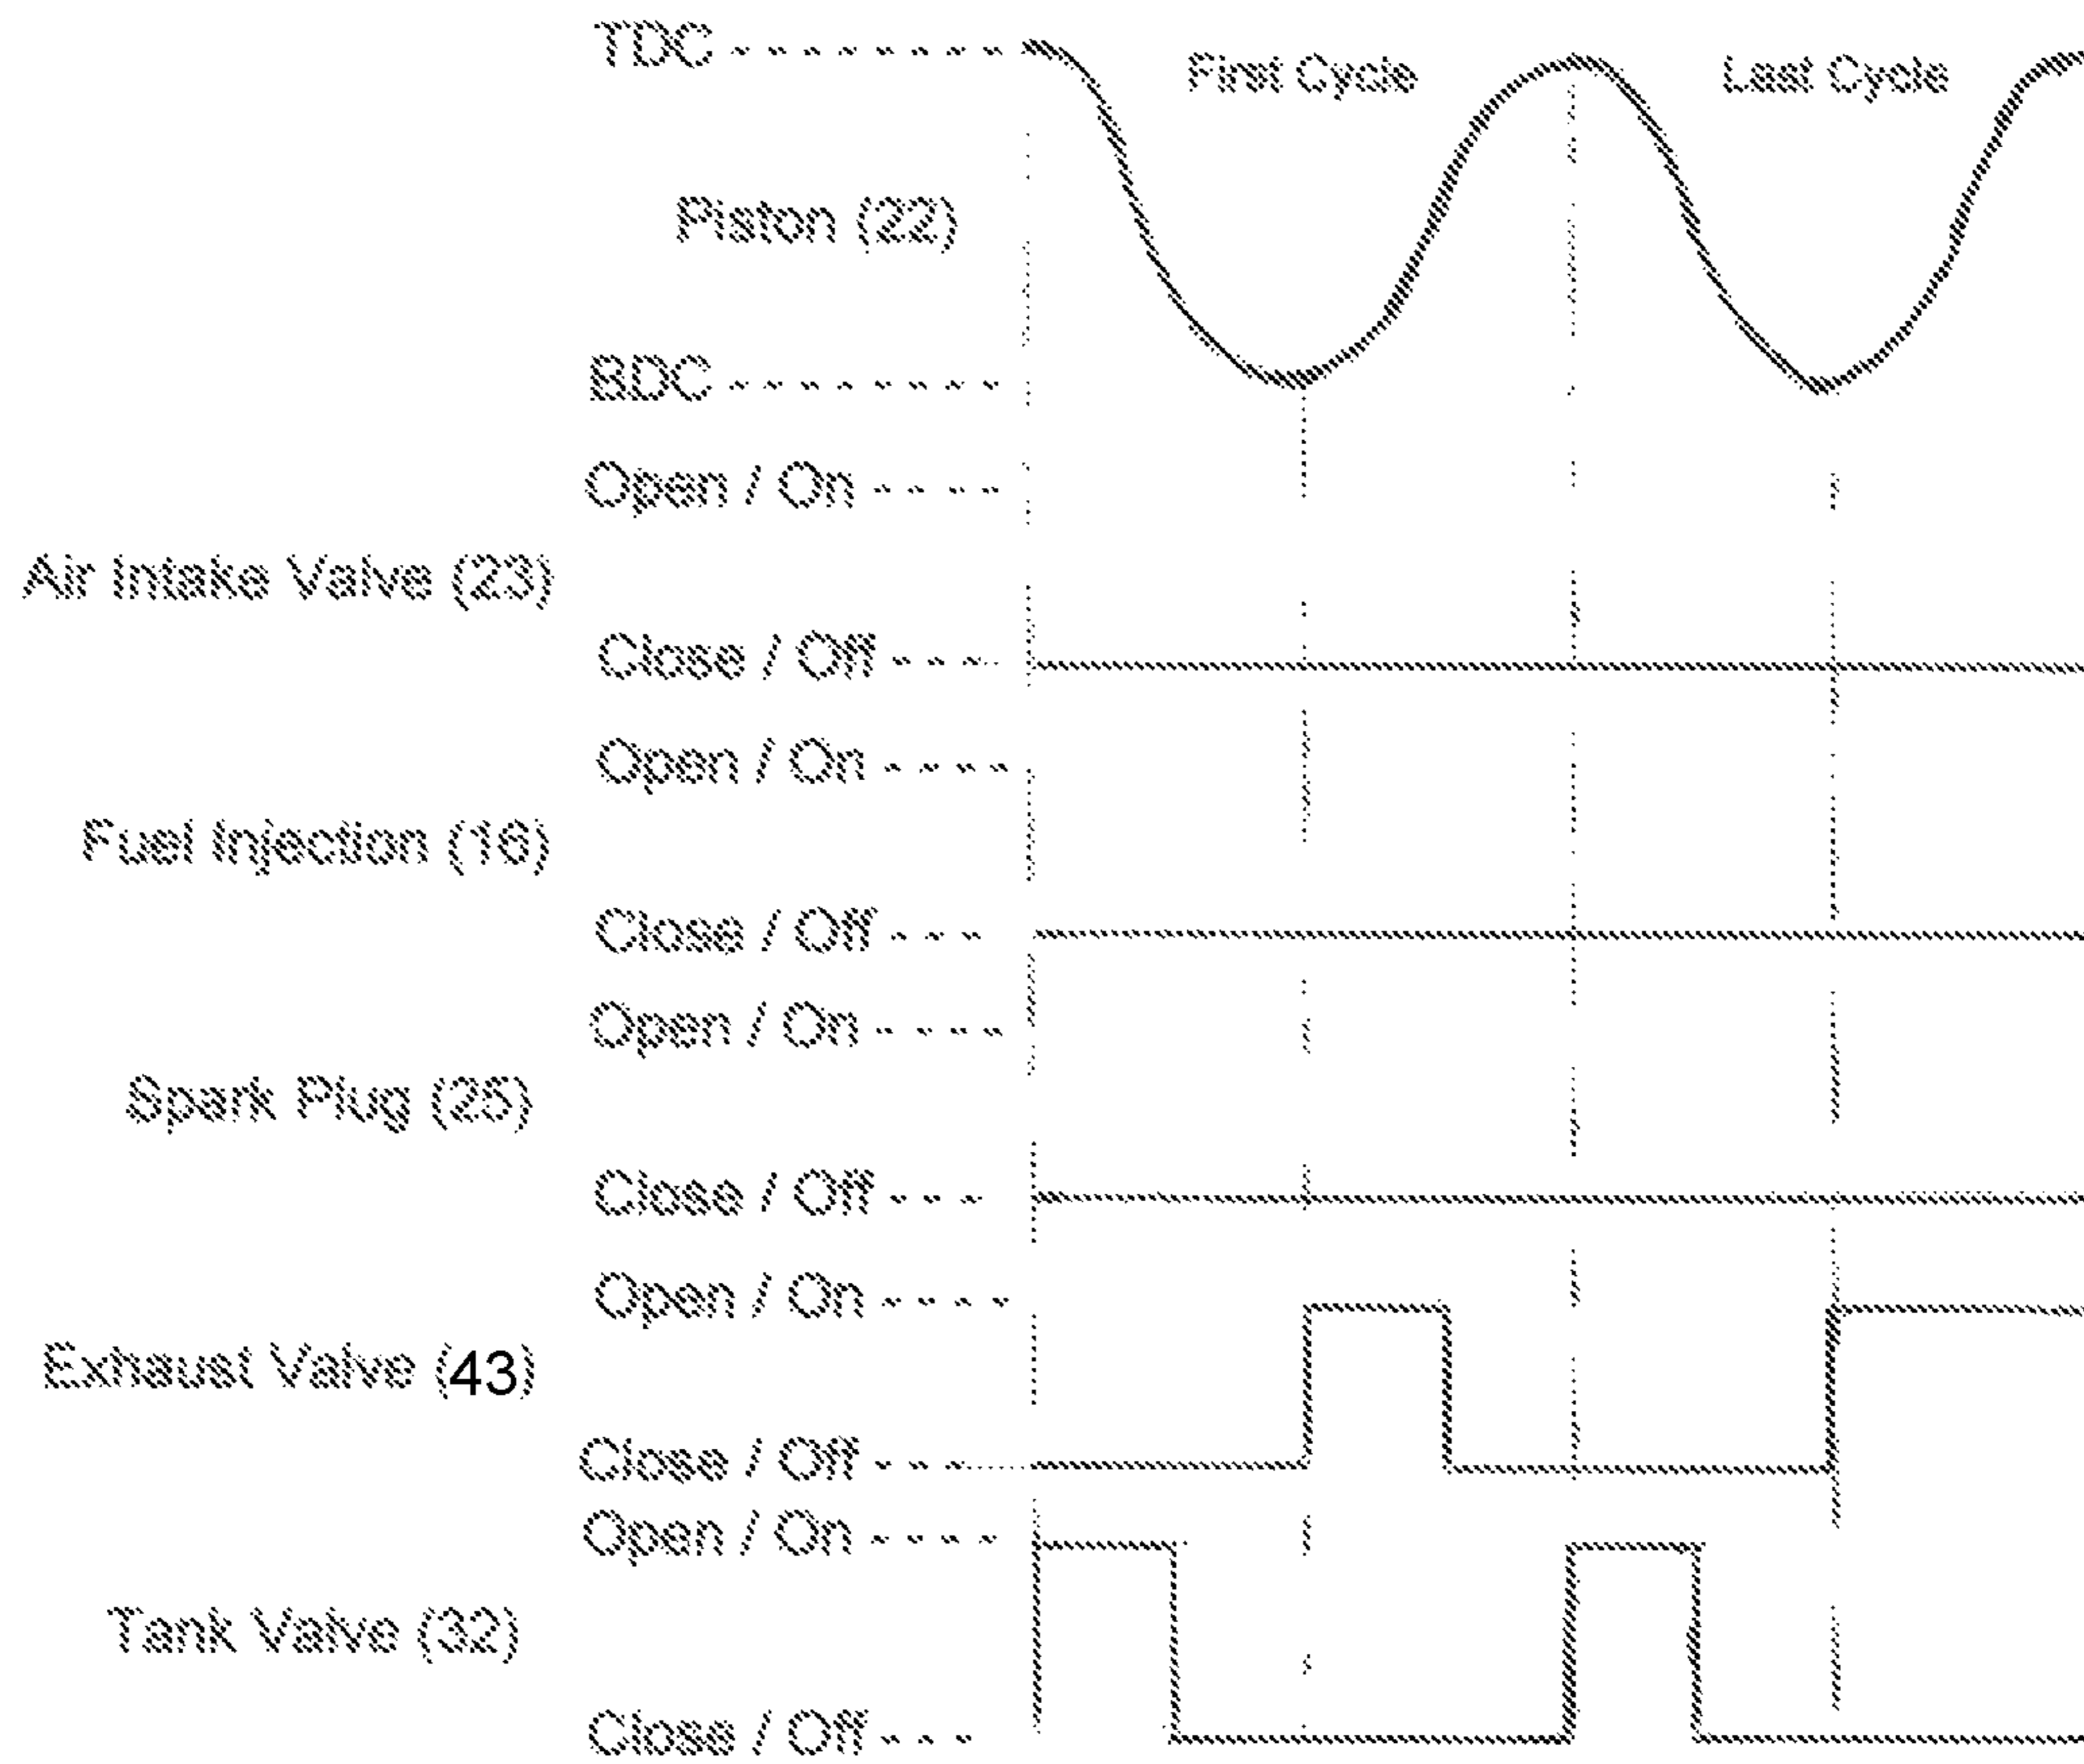 TDC
First Cycle
Last Cycle
Piston (22)
BDC
Open / On
Air Intake Valve (23)
Close / Off
Open / On
Fuel Injection (16)
Close / Off
Open / On
Spark Plug (25)
Close / Off
Open / On
Exhaust Valve (43)
Close / Off
Open / On
Tank Valve (32)
Close / Off